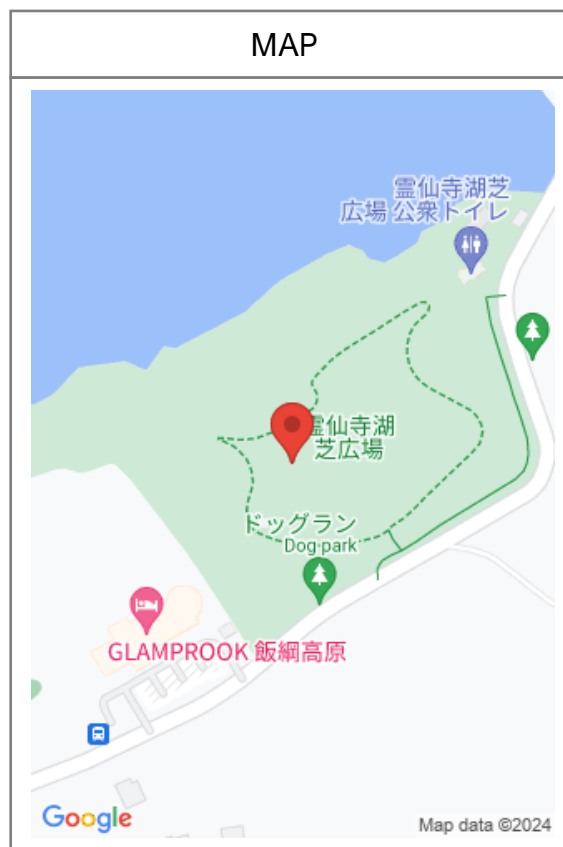 MAP
霊仙寺湖芝
広場 公衆トイレ
霊仙寺湖
芝広場
ドッグラン
Dog park
GLAMPROOK 飯綱高原
Google
Map data ©2024